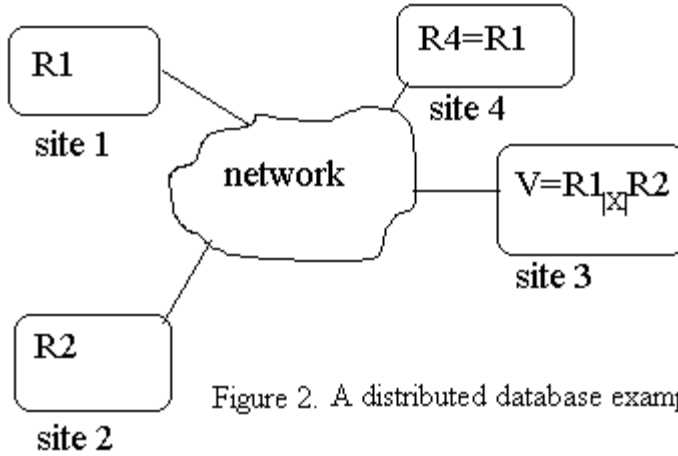 R1
site 1
R4=R1
site 4
network
V=R1|X|R2
site 3
R2
site 2
Figure 2. A distributed database examp